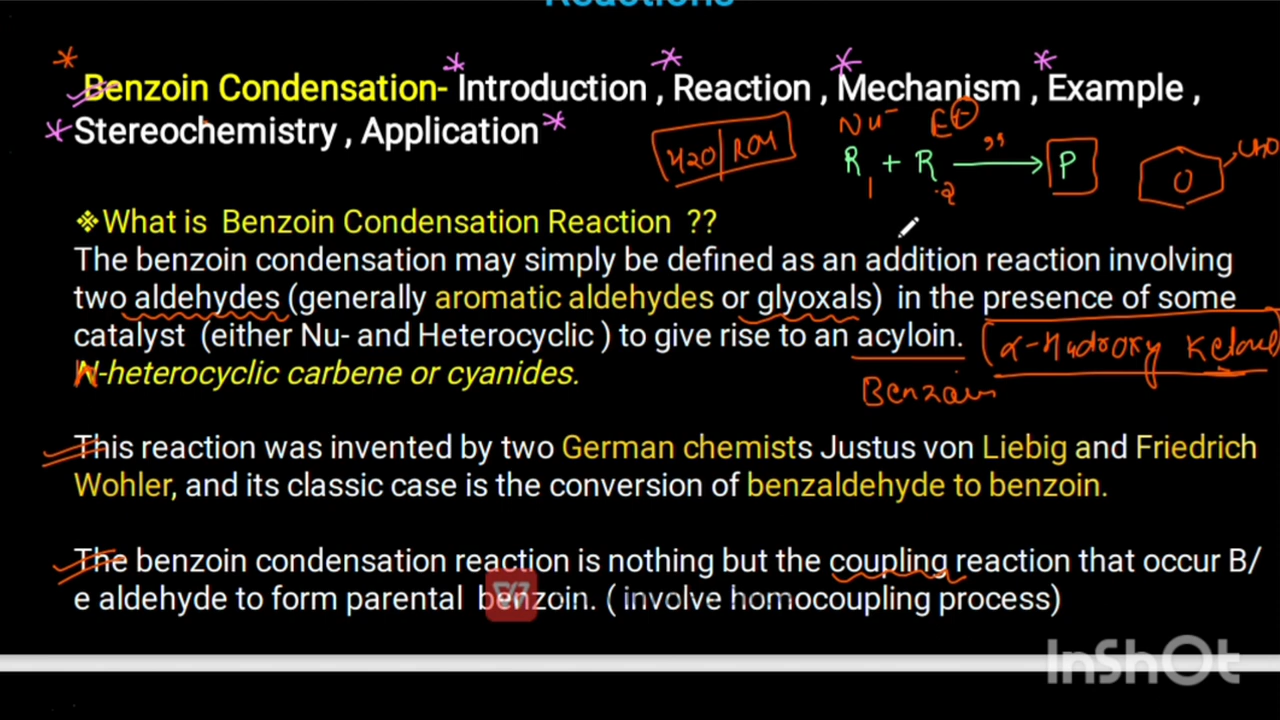 Reactions
Benzoin Condensation- Introduction , Reaction , Mechanism , Example ,
Stereochemistry , Application
H2O/ROH
Nu- E+
R1 + R2 → P
CHO
❖What is Benzoin Condensation Reaction ??
The benzoin condensation may simply be defined as an addition reaction involving
two aldehydes (generally aromatic aldehydes or glyoxals) in the presence of some
catalyst (either Nu- and Heterocyclic ) to give rise to an acyloin.
(α-Hydroxy Ketone)
N-heterocyclic carbene or cyanides.
Benzoin
This reaction was invented by two German chemists Justus von Liebig and Friedrich
Wohler, and its classic case is the conversion of benzaldehyde to benzoin.
The benzoin condensation reaction is nothing but the coupling reaction that occur B/
e aldehyde to form parental benzoin. ( involve homocoupling process)
InShOt